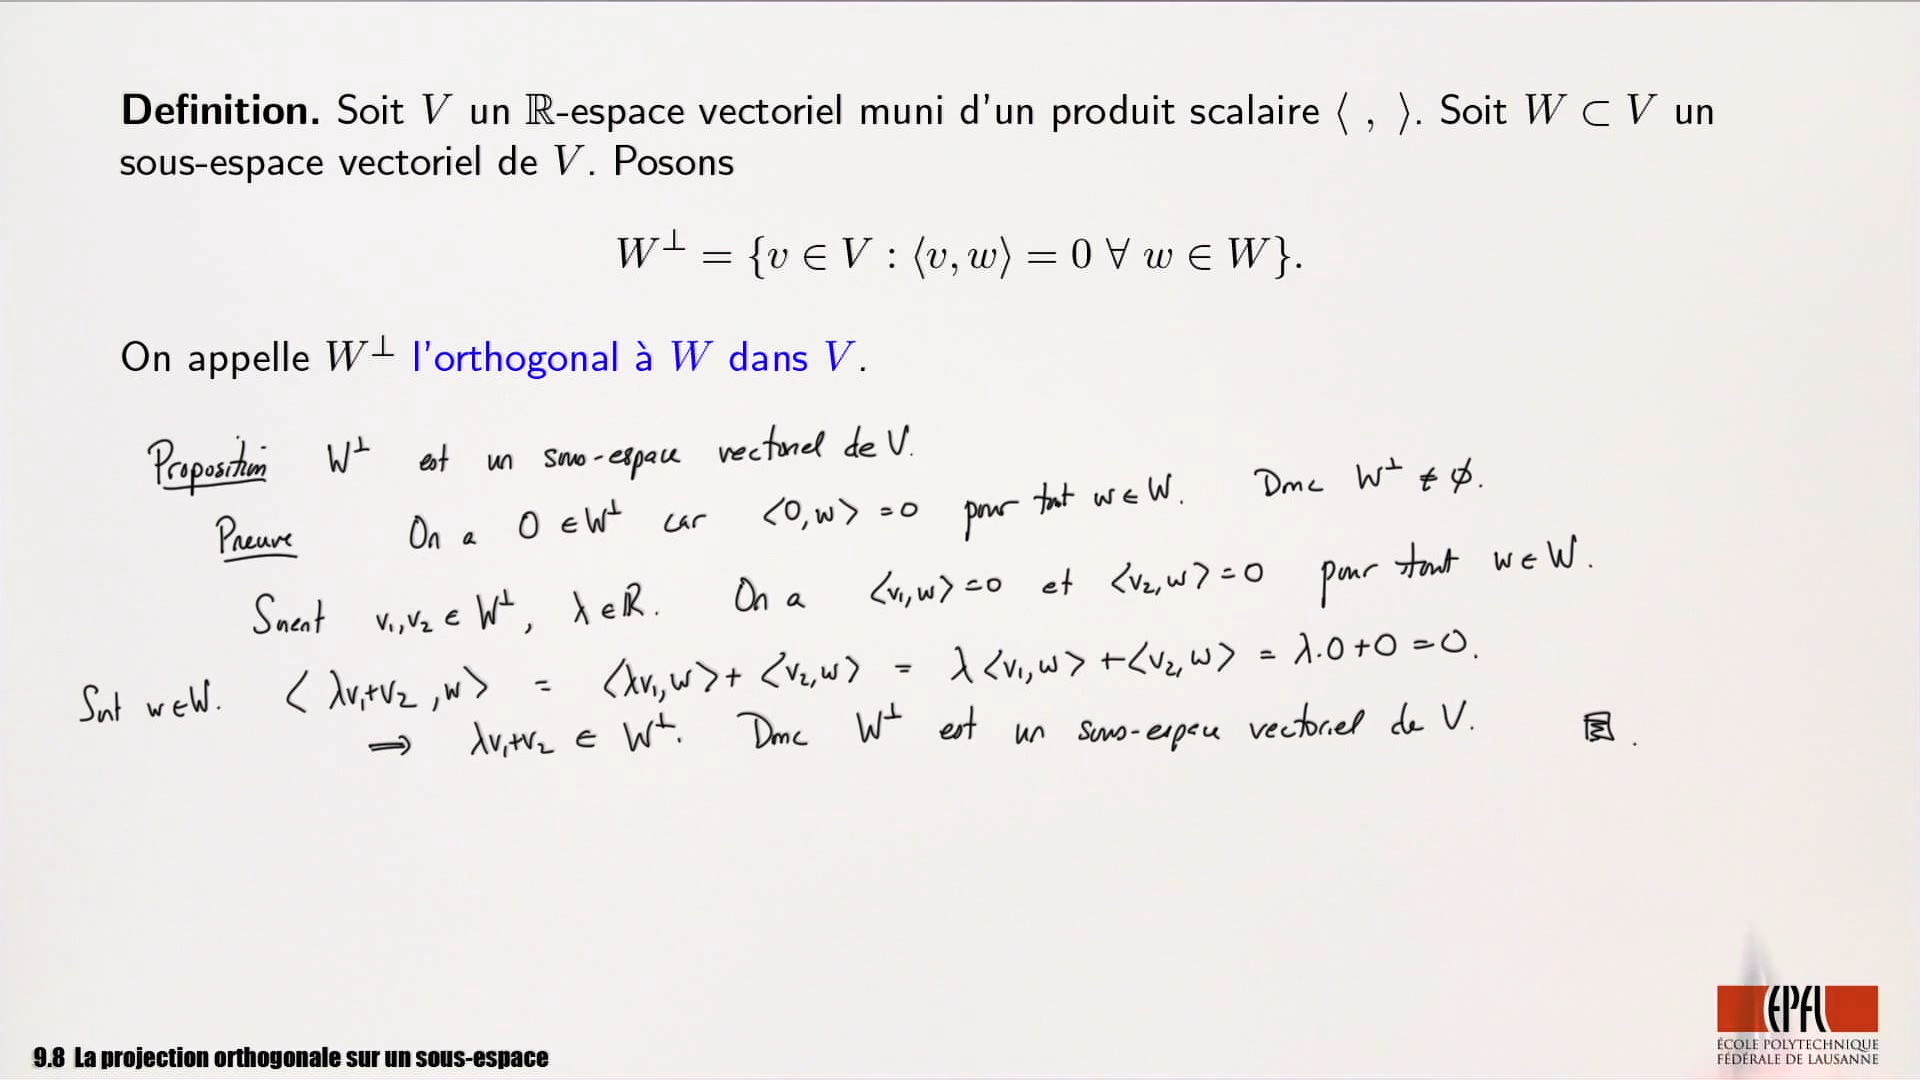 Definition. Soit V un ℝ-espace vectoriel muni d'un produit scalaire ⟨ , ⟩. Soit W ⊂ V un
sous-espace vectoriel de V. Posons
W⊥ = {v ∈ V : ⟨v, w⟩ = 0 ∀ w ∈ W}.
On appelle W⊥ l'orthogonal à W dans V.
Proposition W⊥ est un sous-espace vectoriel de V.
Preuve On a 0 ∈ W⊥ car ⟨0, w⟩ = 0 pour tout w ∈ W. Donc W⊥ ≠ ∅.
Soient v₁, v₂ ∈ W⊥, λ ∈ ℝ. On a ⟨v₁, w⟩ = 0 et ⟨v₂, w⟩ = 0 pour tout w ∈ W.
Soit w ∈ W. ⟨λv₁+v₂, w⟩ = ⟨λv₁, w⟩ + ⟨v₂, w⟩ = λ⟨v₁, w⟩ + ⟨v₂, w⟩ = λ·0+0 = 0.
⟹ λv₁+v₂ ∈ W⊥. Donc W⊥ est un sous-espace vectoriel de V.
9.8 La projection orthogonale sur un sous-espace
EPFL
ÉCOLE POLYTECHNIQUE
FÉDÉRALE DE LAUSANNE